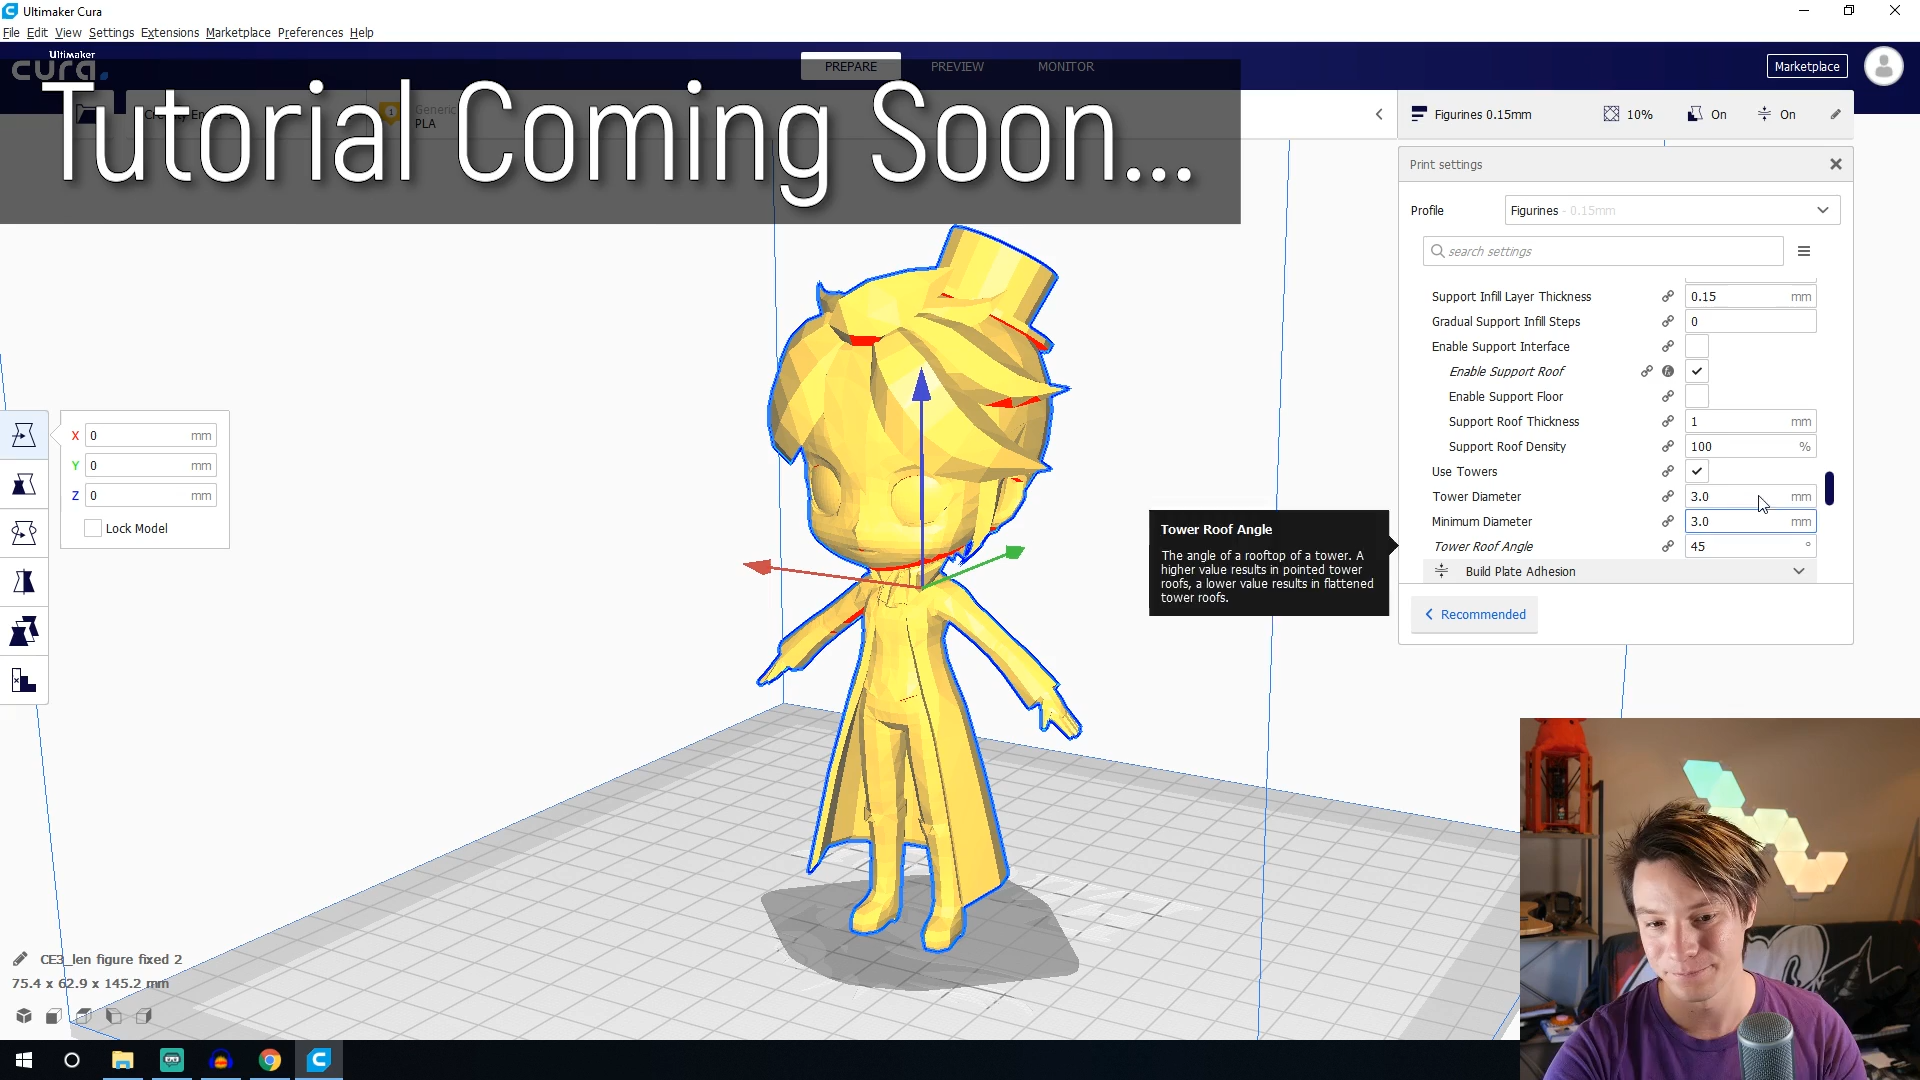 Ultimaker Cura
File Edit View Settings Extensions Marketplace Preferences Help
Ultimaker
cura.
PREPARE PREVIEW MONITOR
Marketplace
Tutorial Coming Soon...
Generic
PLA
Figurines 0.15mm 10% On On
Print settings
Profile Figurines - 0.15mm
search settings
Support Infill Layer Thickness 0.15 mm
Gradual Support Infill Steps 0
Enable Support Interface
Enable Support Roof
Enable Support Floor
Support Roof Thickness 1 mm
Support Roof Density 100 %
Use Towers
Tower Diameter 3.0 mm
Minimum Diameter 3.0 mm
Tower Roof Angle 45 °
Build Plate Adhesion
Recommended
X 0 mm
Y 0 mm
Z 0 mm
Lock Model
Tower Roof Angle
The angle of a rooftop of a tower. A
higher value results in pointed tower
roofs, a lower value results in flattened
tower roofs.
CE3_len figure fixed 2
75.4 x 62.9 x 145.2 mm